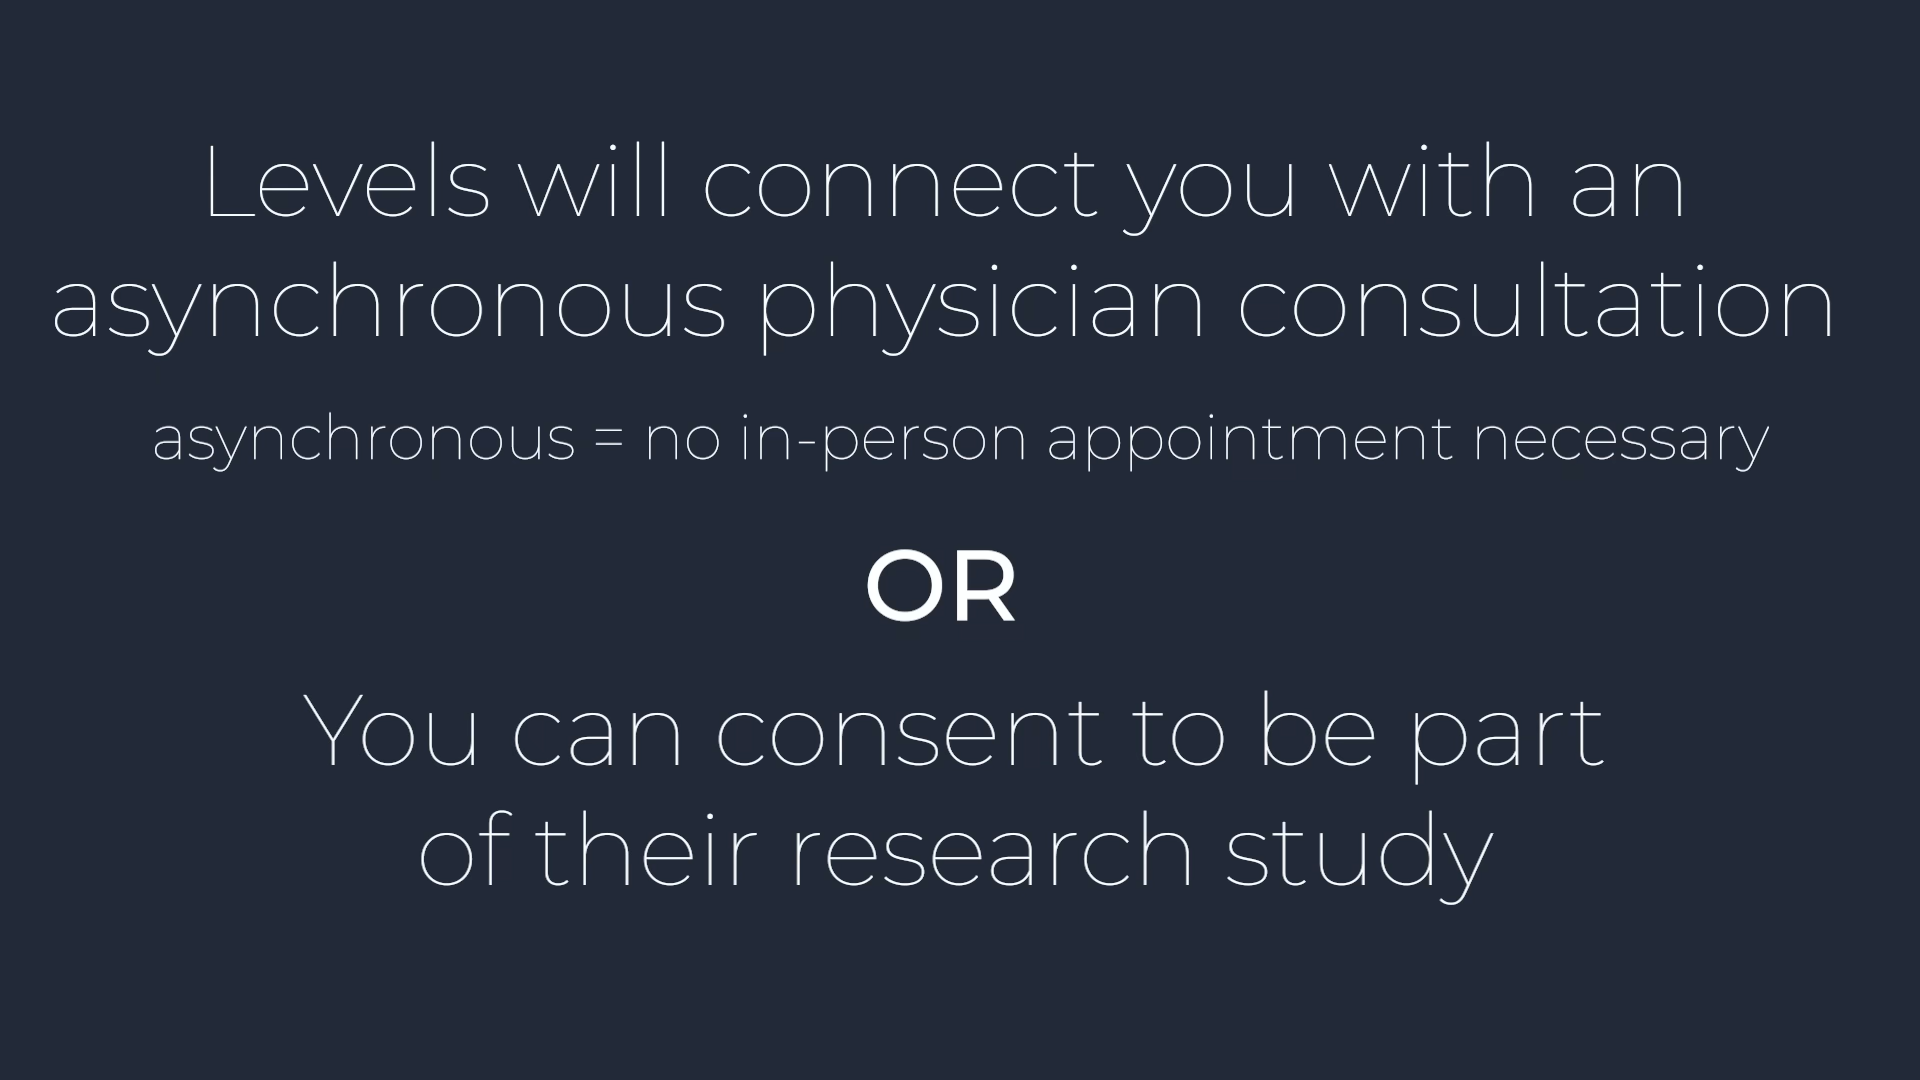 Levels will connect you with an
asynchronous physician consultation
asynchronous = no in-person appointment necessary
OR
You can consent to be part
of their research study